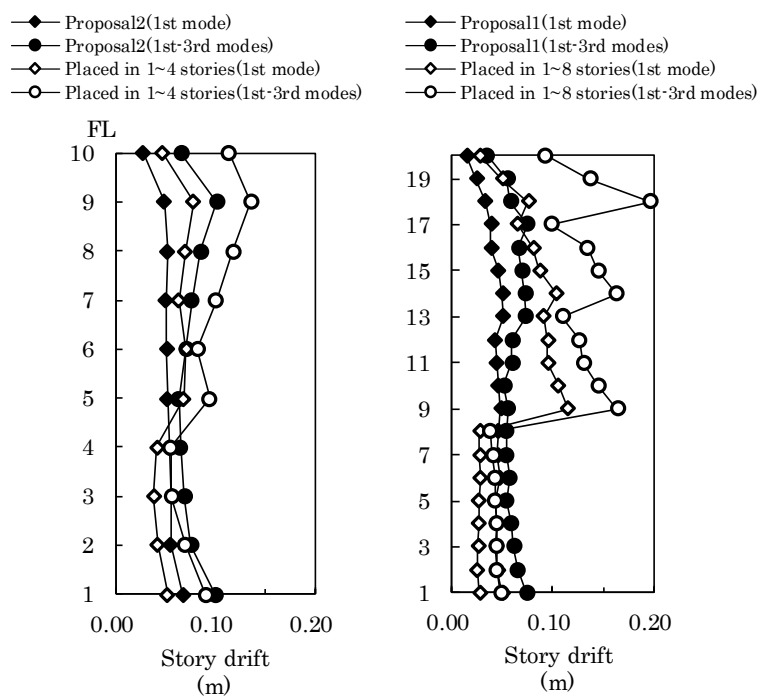 Proposal2(1st mode)
Proposal2(1st-3rd modes)
Placed in 1~4 stories(1st mode)
Placed in 1~4 stories(1st-3rd modes)
FL
10
9
8
7
6
5
4
3
2
1
0.00 0.10 0.20
Story drift
(m)
Proposal1(1st mode)
Proposal1(1st-3rd modes)
Placed in 1~8 stories(1st mode)
Placed in 1~8 stories(1st-3rd modes)
19
17
15
13
11
9
7
5
3
1
0.00 0.10 0.20
Story drift
(m)